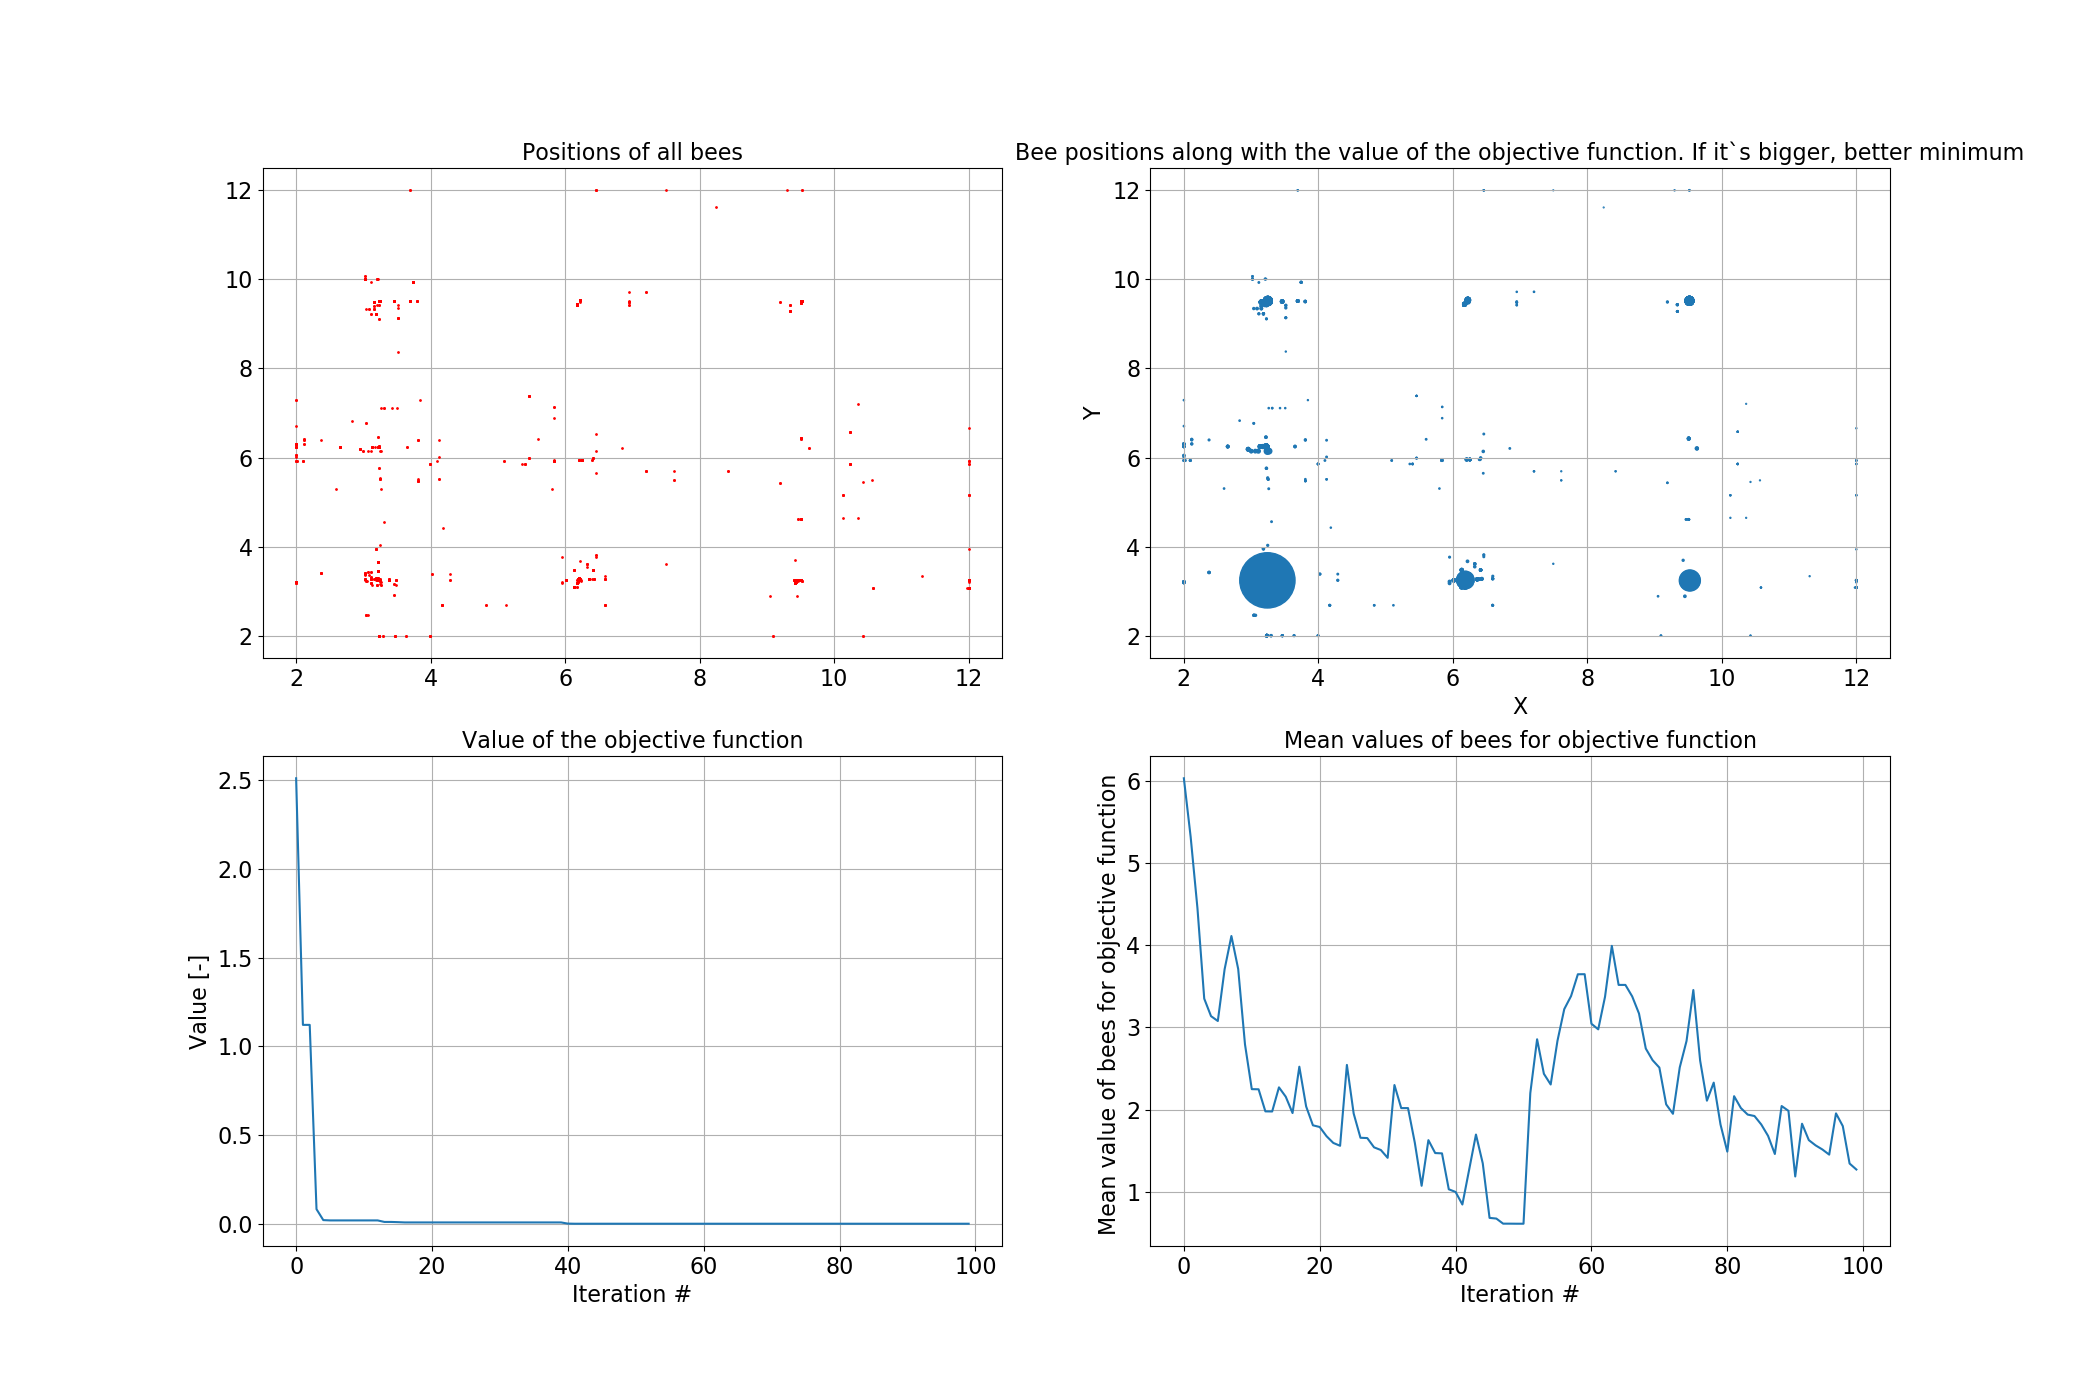 Positions of all bees
12
10
8
6
4
2
2 4 6 8 10 12
Bee positions along with the value of the objective function. If it`s bigger, better minimum
12
10
8
6
4
2
Y
2 4 6 8 10 12
X
Value of the objective function
2.5
2.0
1.5
1.0
0.5
0.0
Value [-]
0 20 40 60 80 100
Iteration #
Mean values of bees for objective function
6
5
4
3
2
1
Mean value of bees for objective function
0 20 40 60 80 100
Iteration #